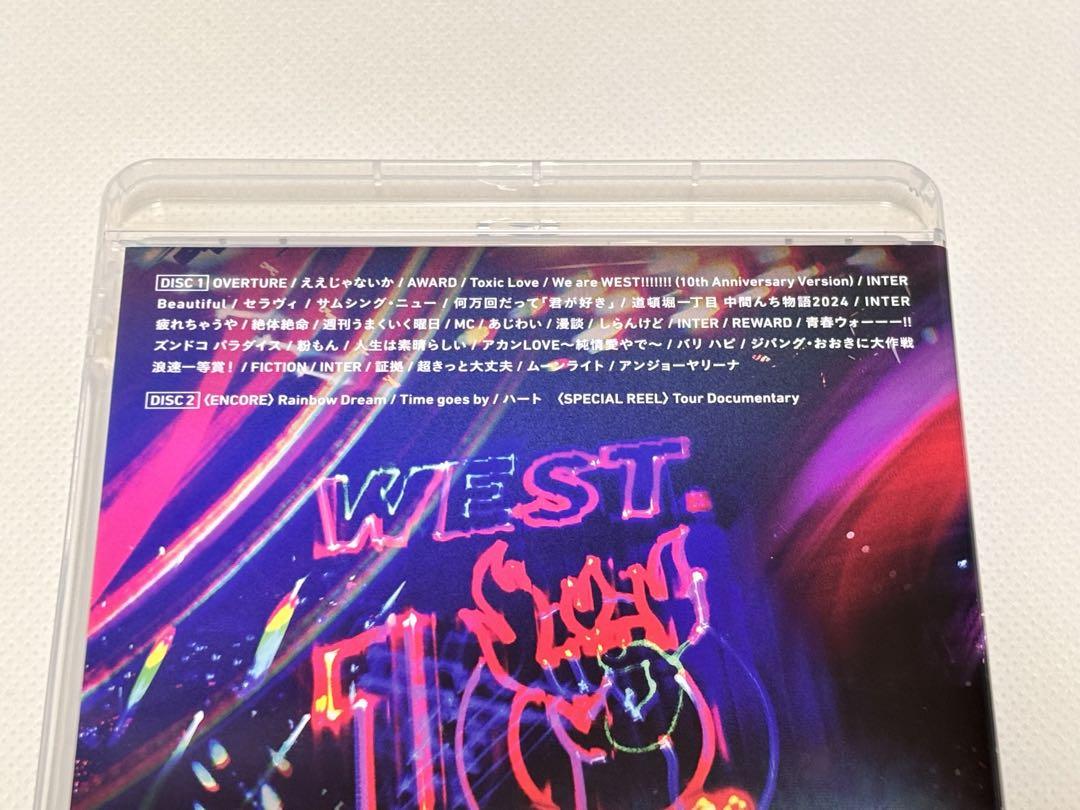 DISC 1 OVERTURE / ええじゃないか / AWARD / Toxic Love / We are WEST!!!!!!! (10th Anniversary Version) / INTER
Beautiful / セラヴィ / サムシング・ニュー / 何万回だって「君が好き」 / 道頓堀一丁目 中間んち物語2024 / INTER
疲れちゃうや / 絶体絶命 / 週刊うまくいく曜日 / MC / あじわい / 漫談 / しらんけど / INTER / REWARD / 青春ウォーーー!!
ズンドコ パラダイス / 粉もん / 人生は素晴らしい / アカンLOVE～純情愛やで～ / バリ ハピ / ジパング・おおきに大作戦
浪速一等賞! / FICTION / INTER / 証拠 / 超きっと大丈夫 / ムーンライト / アンジョーヤリーナ
DISC 2 〈ENCORE〉 Rainbow Dream / Time goes by / ハート 〈SPECIAL REEL〉 Tour Documentary
WEST.